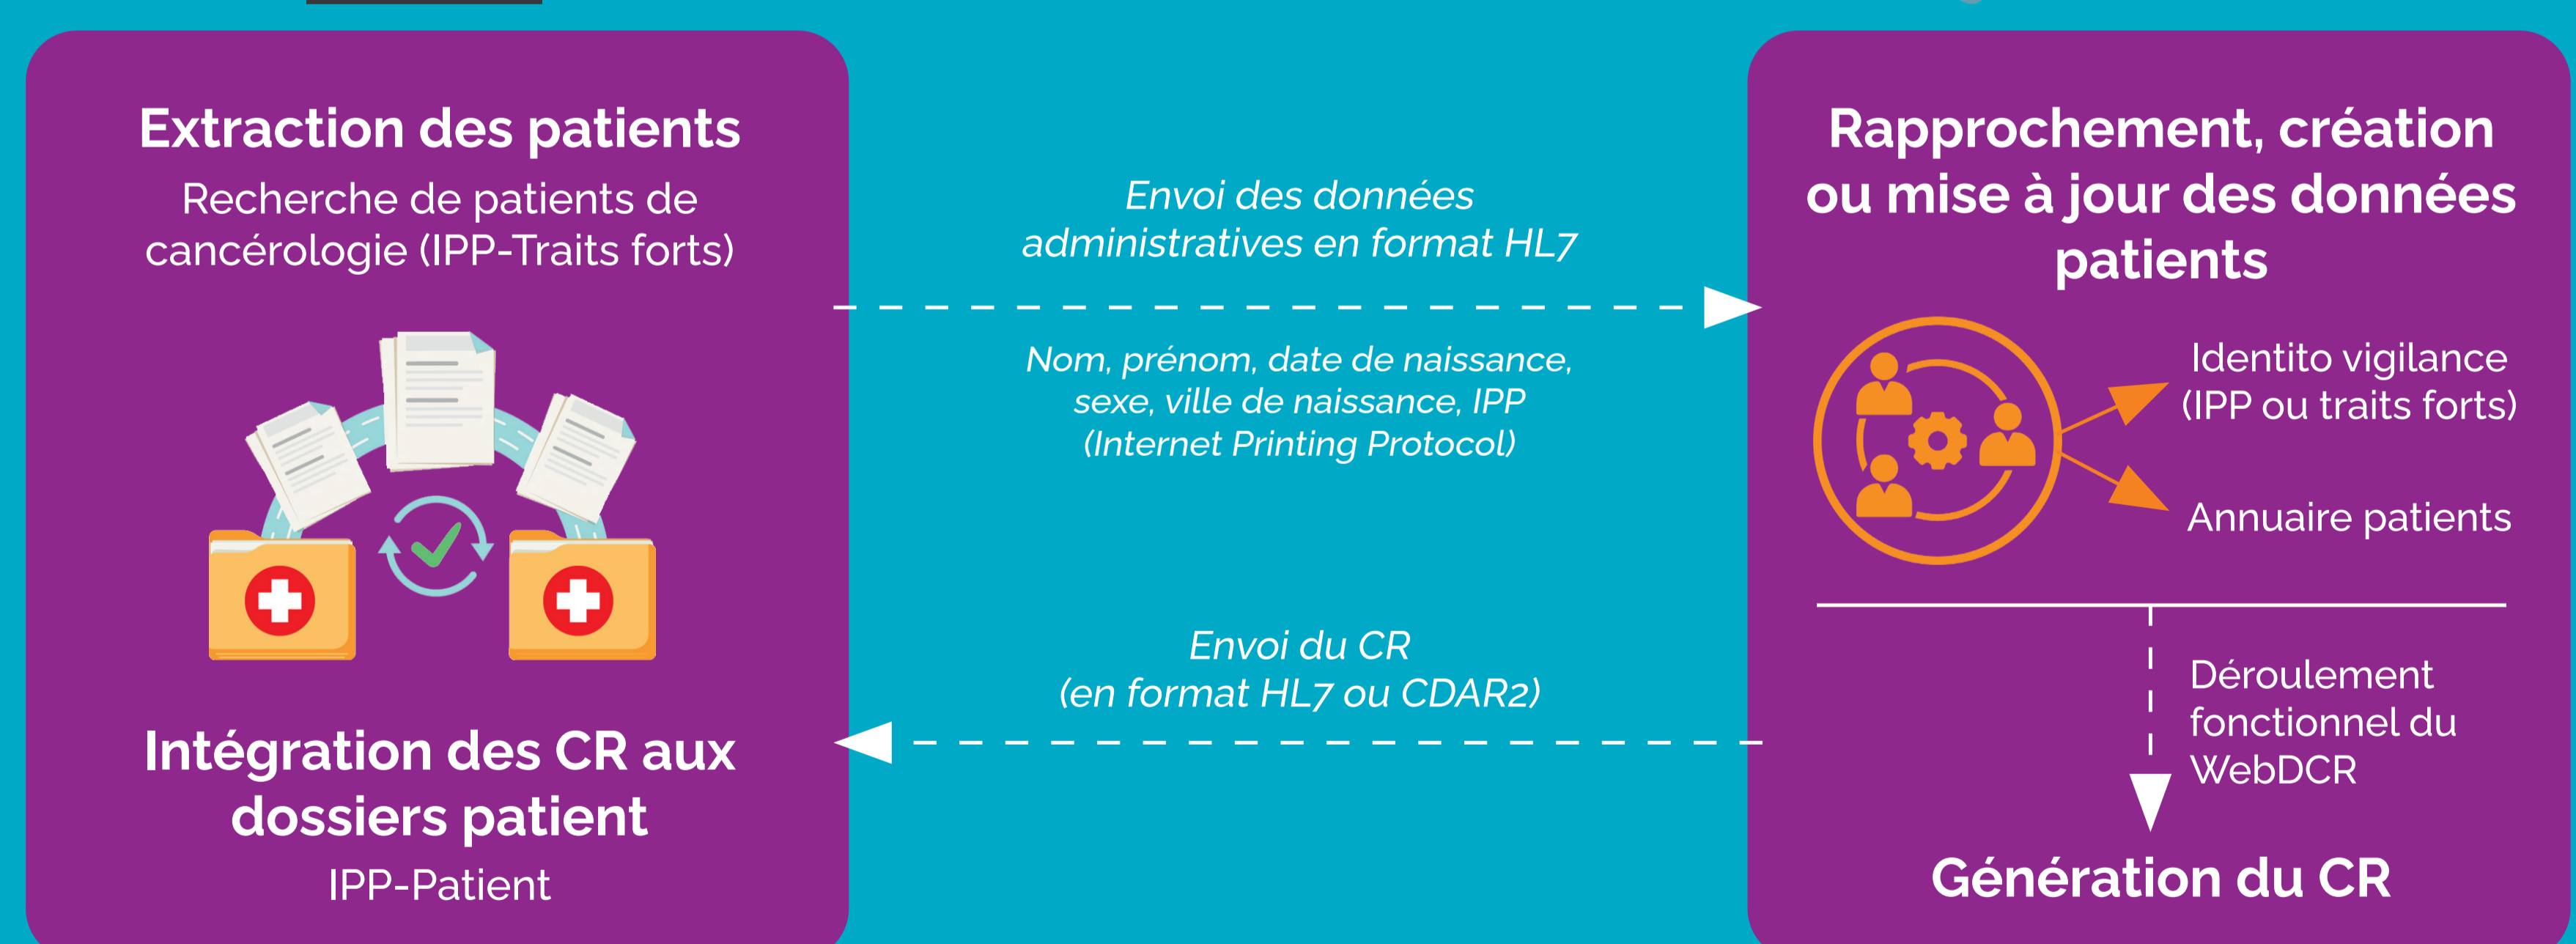 Extraction des patients
Recherche de patients de
cancérologie (IPP-Traits forts)
Intégration des CR aux
dossiers patient
IPP-Patient
Envoi des données
administratives en format HL7
Nom, prénom, date de naissance,
sexe, ville de naissance, IPP
(Internet Printing Protocol)
Envoi du CR
(en format HL7 ou CDAR2)
Rapprochement, création
ou mise à jour des données
patients
Identito vigilance
(IPP ou traits forts)
Annuaire patients
Déroulement
fonctionnel du
WebDCR
Génération du CR